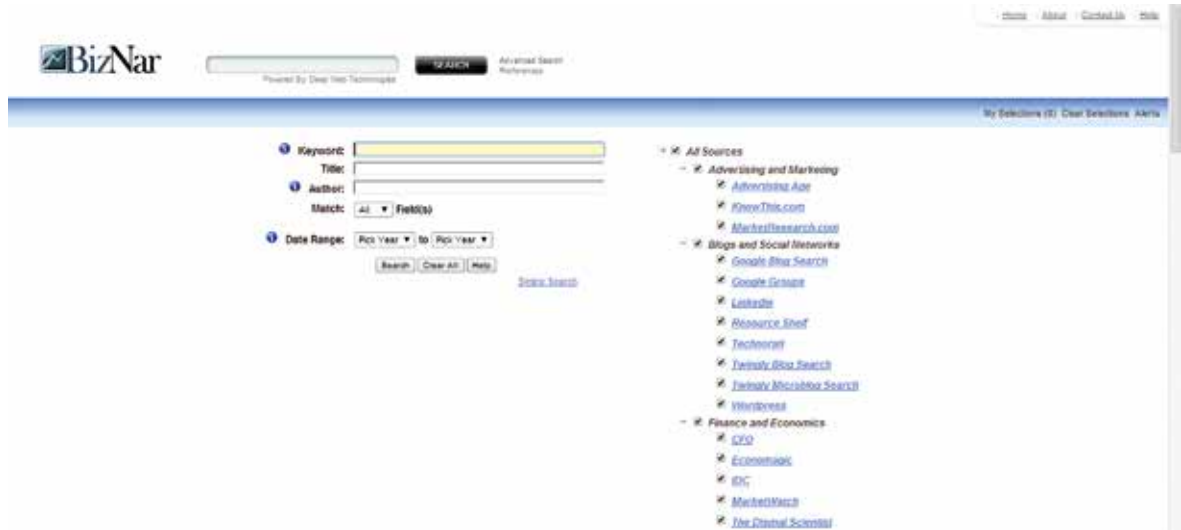 Home About Contact Us Help
BizNar
SEARCH
Advanced Search
Preferences
Powered By Deep Web Technologies
My Selections (0) Clear Selections Alerts
Keyword:
Title:
Author:
Match: All Field(s)
Date Range: Pick Year to Pick Year
Search Clear All Help
Simple Search
All Sources
Advertising and Marketing
Advertising Age
KnowThis.com
MarketResearch.com
Blogs and Social Networks
Google Blog Search
Google Groups
LinkedIn
Resource Shelf
Technorati
Twingly Blog Search
Twingly Microblog Search
Wordpress
Finance and Economics
CFO
Economagic
IDC
MarketWatch
The Dismal Scientist